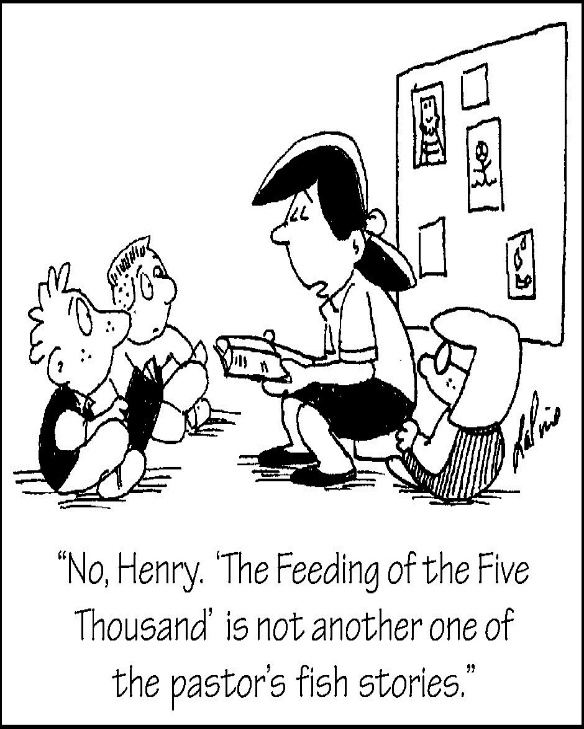 “No, Henry. ‘The Feeding of the Five
Thousand’ is not another one of
the pastor’s fish stories.”